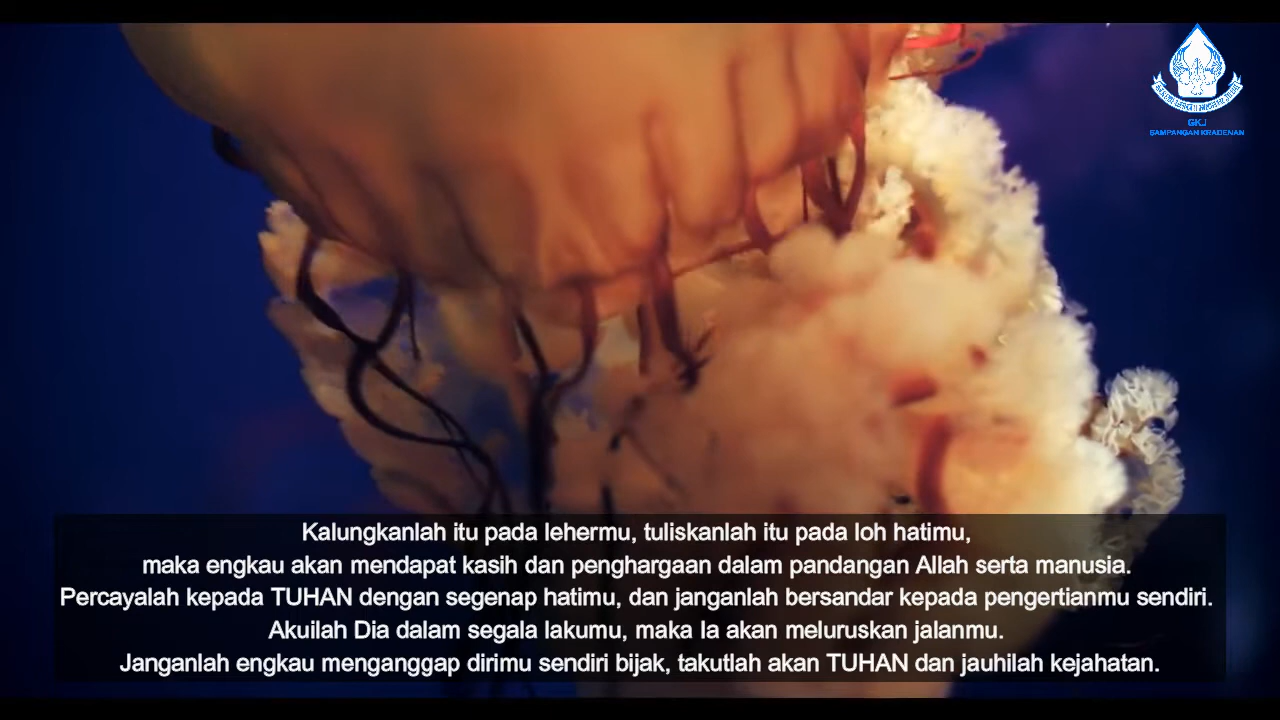 GKJ
SAMPANGAN KRADENAN
Kalungkanlah itu pada lehermu, tuliskanlah itu pada loh hatimu,
maka engkau akan mendapat kasih dan penghargaan dalam pandangan Allah serta manusia.
Percayalah kepada TUHAN dengan segenap hatimu, dan janganlah bersandar kepada pengertianmu sendiri.
Akuilah Dia dalam segala lakumu, maka Ia akan meluruskan jalanmu.
Janganlah engkau menganggap dirimu sendiri bijak, takutlah akan TUHAN dan jauhilah kejahatan.